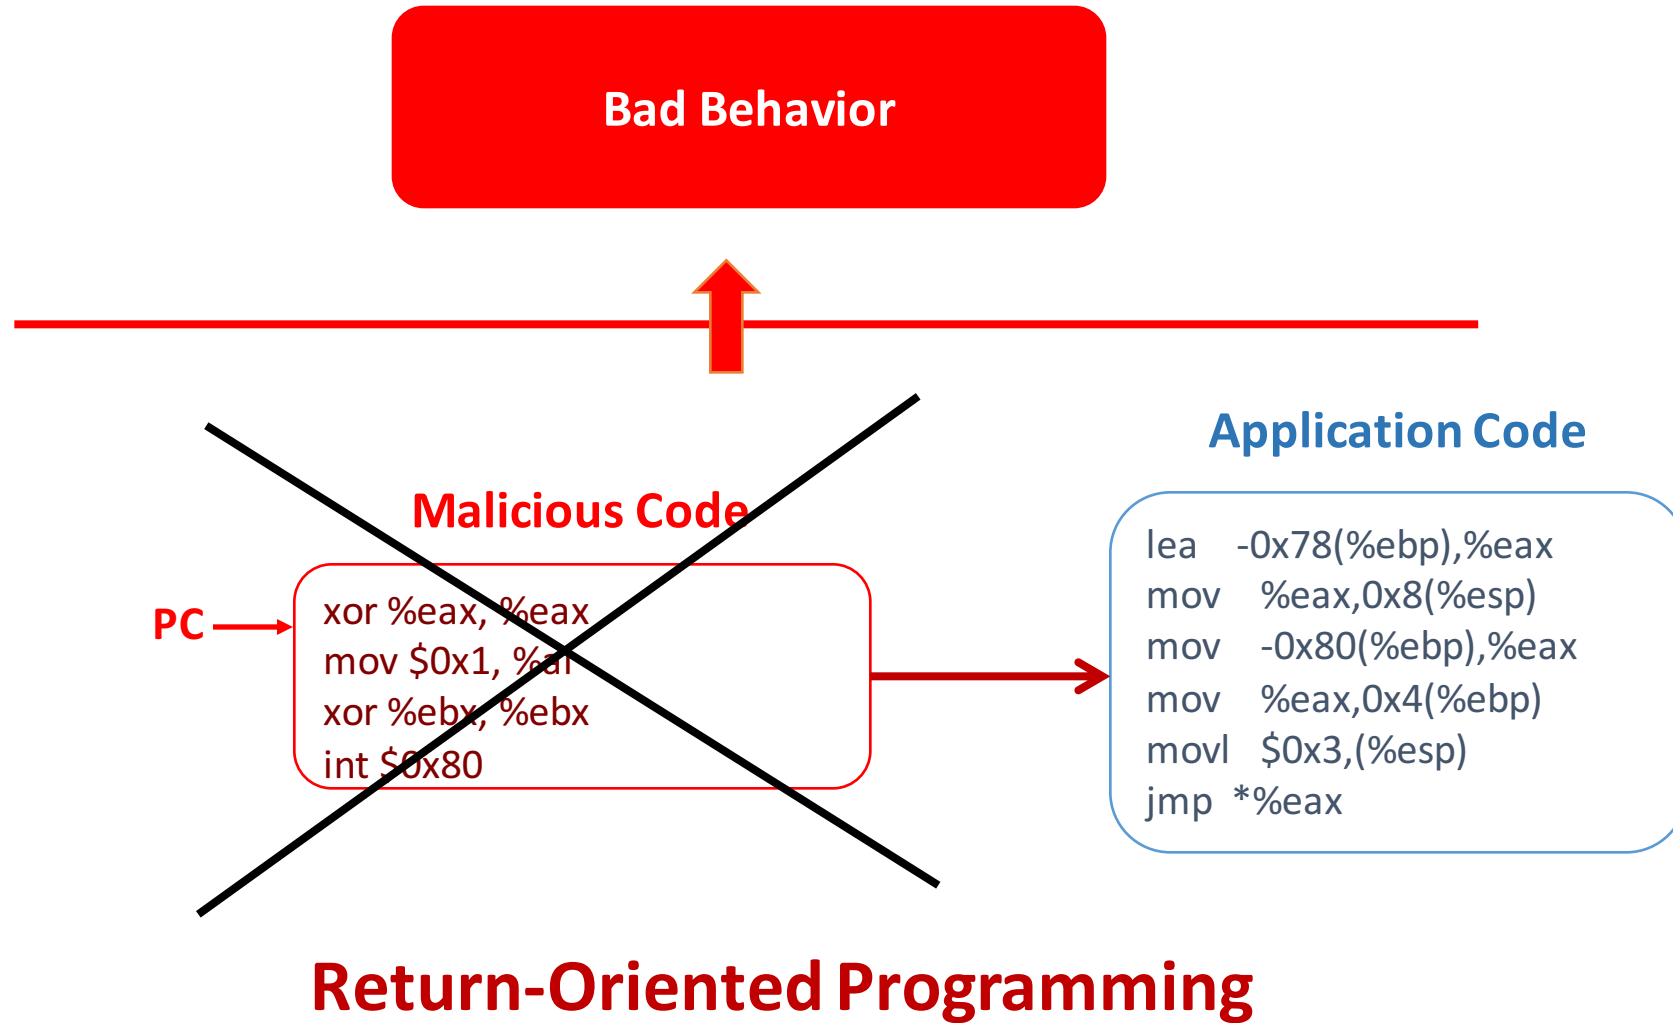 Bad Behavior
Application Code
Malicious Code
PC
xor %eax, %eax
mov $0x1, %al
xor %ebx, %ebx
int $0x80
lea -0x78(%ebp),%eax
mov %eax,0x8(%esp)
mov -0x80(%ebp),%eax
mov %eax,0x4(%ebp)
movl $0x3,(%esp)
jmp *%eax
Return-Oriented Programming